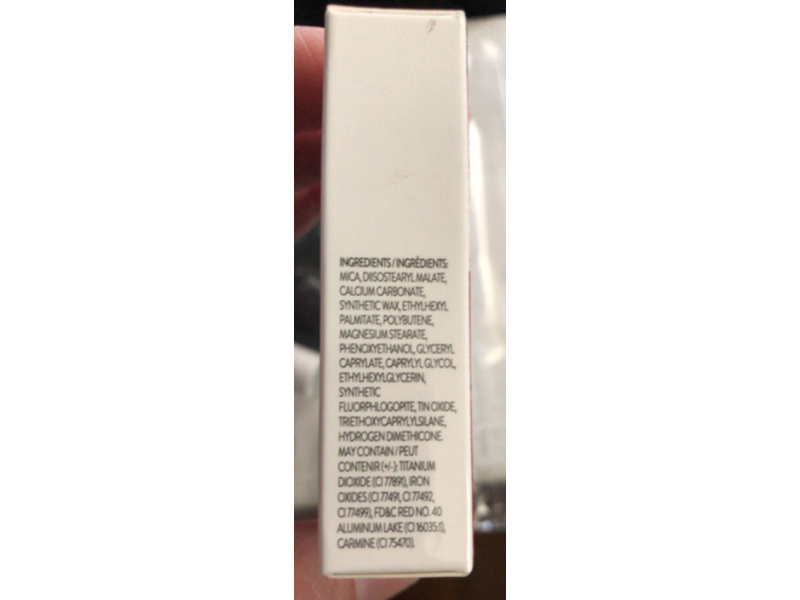 INGREDIENTS / INGRÉDIENTS:
MICA, DIISOSTEARYL MALATE,
CALCIUM CARBONATE,
SYNTHETIC WAX, ETHYLHEXYL
PALMITATE, POLYBUTENE,
MAGNESIUM STEARATE,
PHENOXYETHANOL, GLYCERYL
CAPRYLATE, CAPRYLYL GLYCOL,
ETHYLHEXYLGLYCERIN,
SYNTHETIC
FLUORPHLOGOPITE, TIN OXIDE,
TRIETHOXYCAPRYLYLSILANE,
HYDROGEN DIMETHICONE.
MAY CONTAIN / PEUT
CONTENIR (+/-): TITANIUM
DIOXIDE (CI 77891), IRON
OXIDES (CI 77491, CI 77492,
CI 77499), FD&C RED NO. 40
ALUMINUM LAKE (CI 16035:1),
CARMINE (CI 75470).